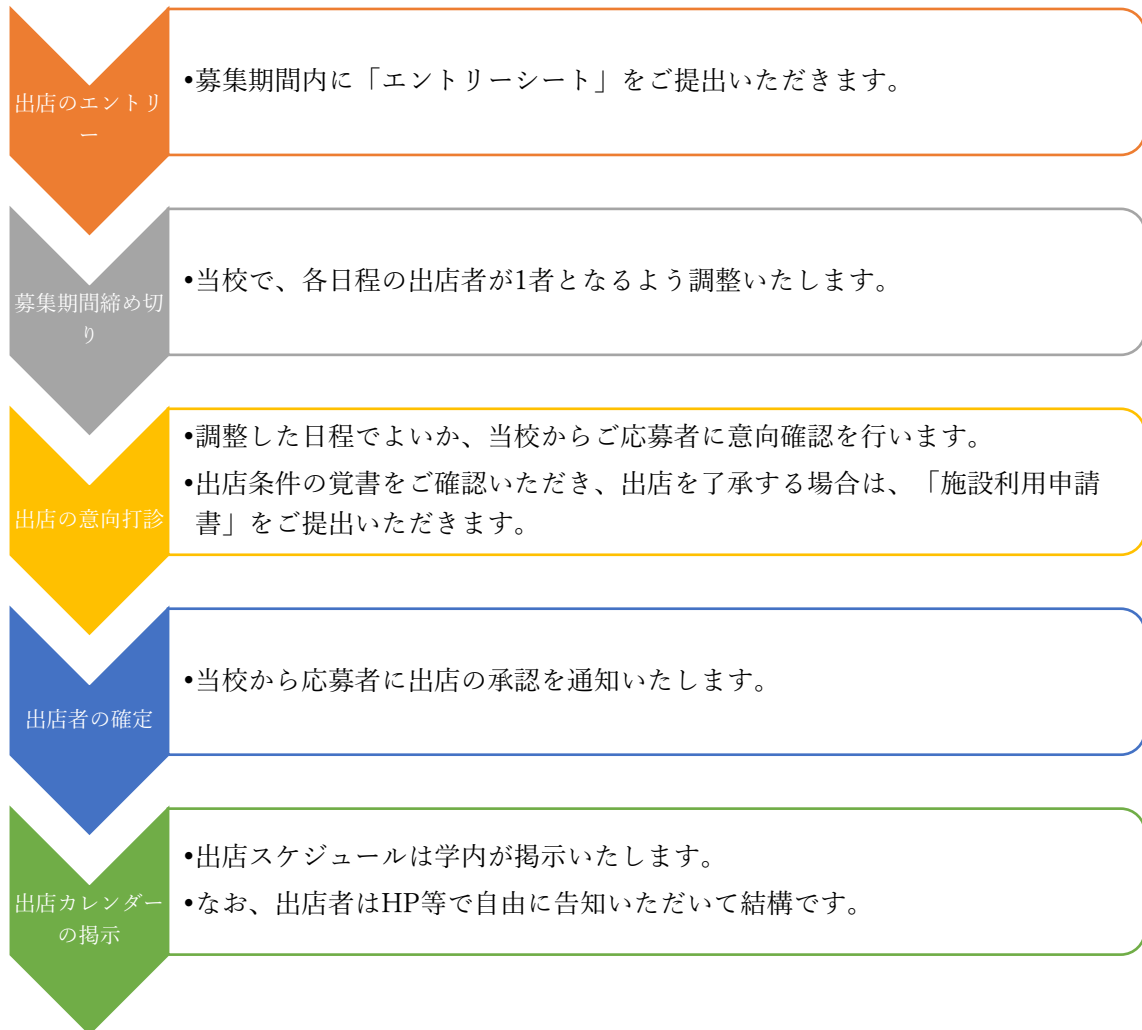 出店のエントリ
ー
•募集期間内に「エントリーシート」をご提出いただきます。
募集期間締め切
り
•当校で、各日程の出店者が1者となるよう調整いたします。
出店の意向打診
•調整した日程でよいか、当校からご応募者に意向確認を行います。
•出店条件の覚書をご確認いただき、出店を了承する場合は、「施設利用申請
書」をご提出いただきます。
出店者の確定
•当校から応募者に出店の承認を通知いたします。
出店カレンダー
の掲示
•出店スケジュールは学内が掲示いたします。
•なお、出店者はHP等で自由に告知いただいて結構です。